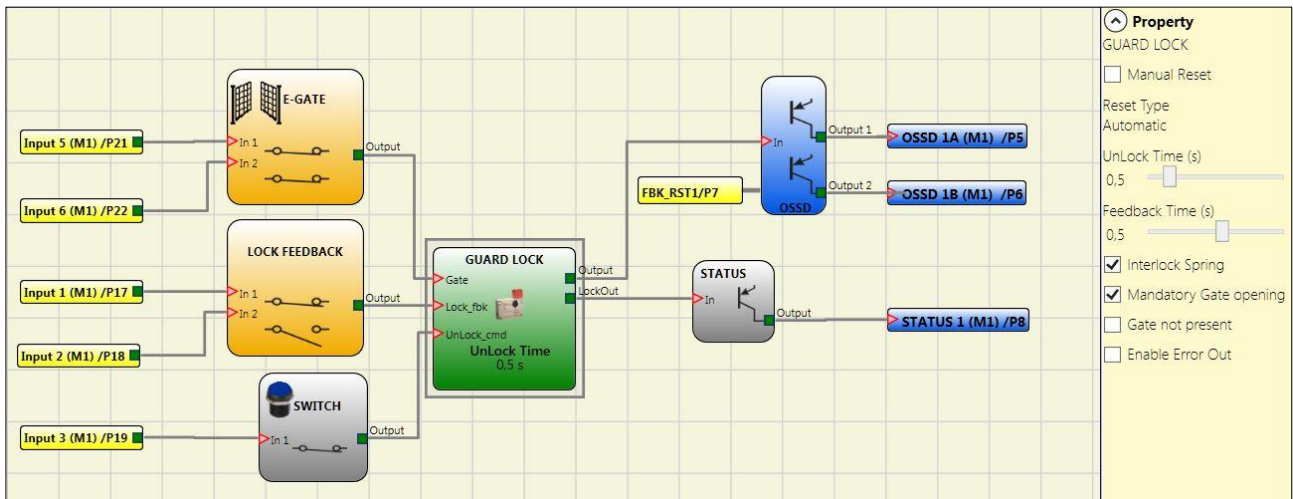 E-GATE
Input 5 (M1) /P21
In 1
In 2
Output
Input 6 (M1) /P22
LOCK FEEDBACK
Input 1 (M1) /P17
In 1
In 2
Output
Input 2 (M1) /P18
SWITCH
Input 3 (M1) /P19
In 1
Output
GUARD LOCK
Gate
Lock_fbk
UnLock_cmd
Output
LockOut
UnLock Time
0,5 s
FBK_RST1/P7
In
Output 1
Output 2
OSSD
OSSD 1A (M1) /P5
OSSD 1B (M1) /P6
STATUS
In
Output
STATUS 1 (M1) /P8
Property
GUARD LOCK
Manual Reset
Reset Type
Automatic
UnLock Time (s)
0,5
Feedback Time (s)
0,5
Interlock Spring
Mandatory Gate opening
Gate not present
Enable Error Out